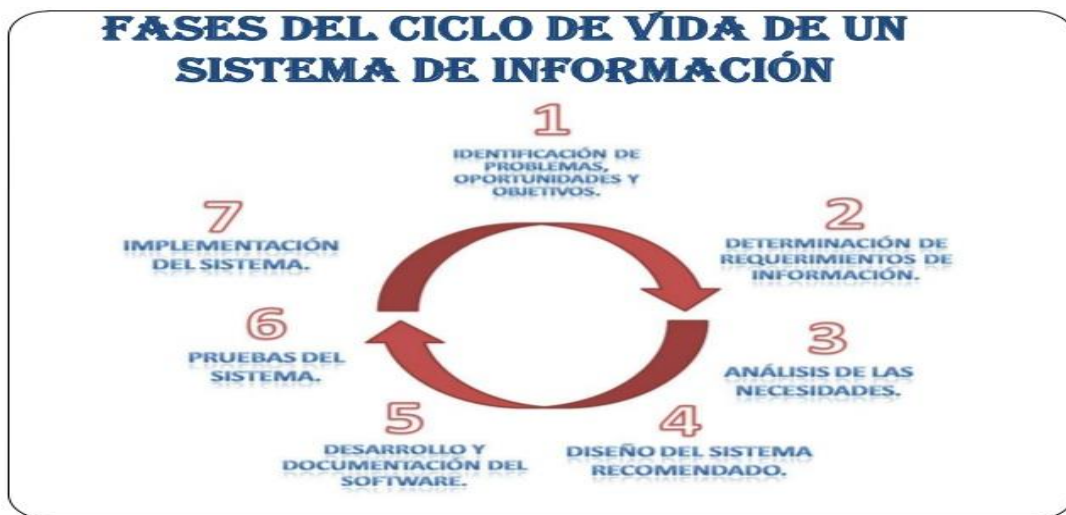 FASES DEL CICLO DE VIDA DE UN
SISTEMA DE INFORMACIÓN
1
IDENTIFICACIÓN DE
PROBLEMAS,
OPORTUNIDADES Y
OBJETIVOS.
2
DETERMINACIÓN DE
REQUERIMIENTOS DE
INFORMACIÓN.
3
ANÁLISIS DE LAS
NECESIDADES.
4
DISEÑO DEL SISTEMA
RECOMENDADO.
5
DESARROLLO Y
DOCUMENTACIÓN DEL
SOFTWARE.
6
PRUEBAS DEL
SISTEMA.
7
IMPLEMENTACIÓN
DEL SISTEMA.